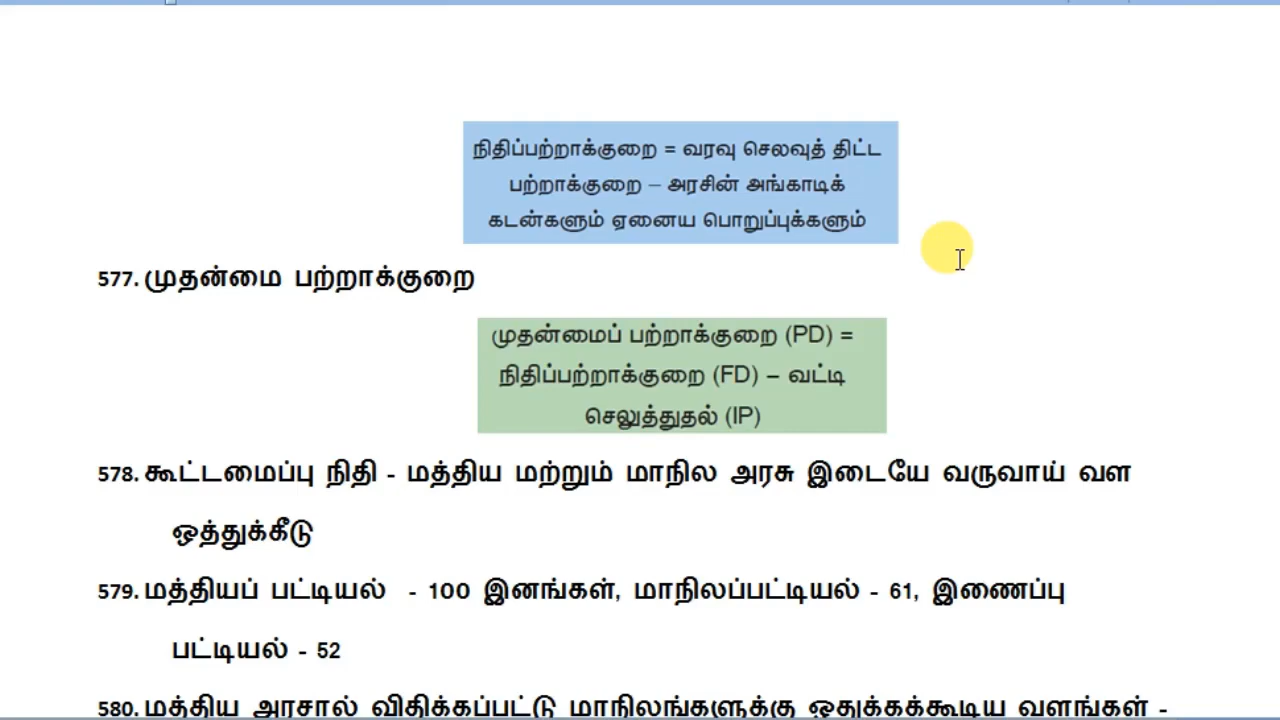 நிதிப்பற்றாக்குறை = வரவு செலவுத் திட்ட
பற்றாக்குறை – அரசின் அங்காடிக்
கடன்களும் ஏனைய பொறுப்புக்களும்
577. முதன்மை பற்றாக்குறை
முதன்மைப் பற்றாக்குறை (PD) =
நிதிப்பற்றாக்குறை (FD) – வட்டி
செலுத்துதல் (IP)
578. கூட்டமைப்பு நிதி - மத்திய மற்றும் மாநில அரசு இடையே வருவாய் வள
ஒத்துக்கீடு
579. மத்தியப் பட்டியல் - 100 இனங்கள், மாநிலப்பட்டியல் - 61, இணைப்பு
பட்டியல் - 52
580. மத்திய அரசால் விதிக்கப்பட்டு மாநிலங்களுக்கு ஒதுக்கக்கூடிய வளங்கள் -